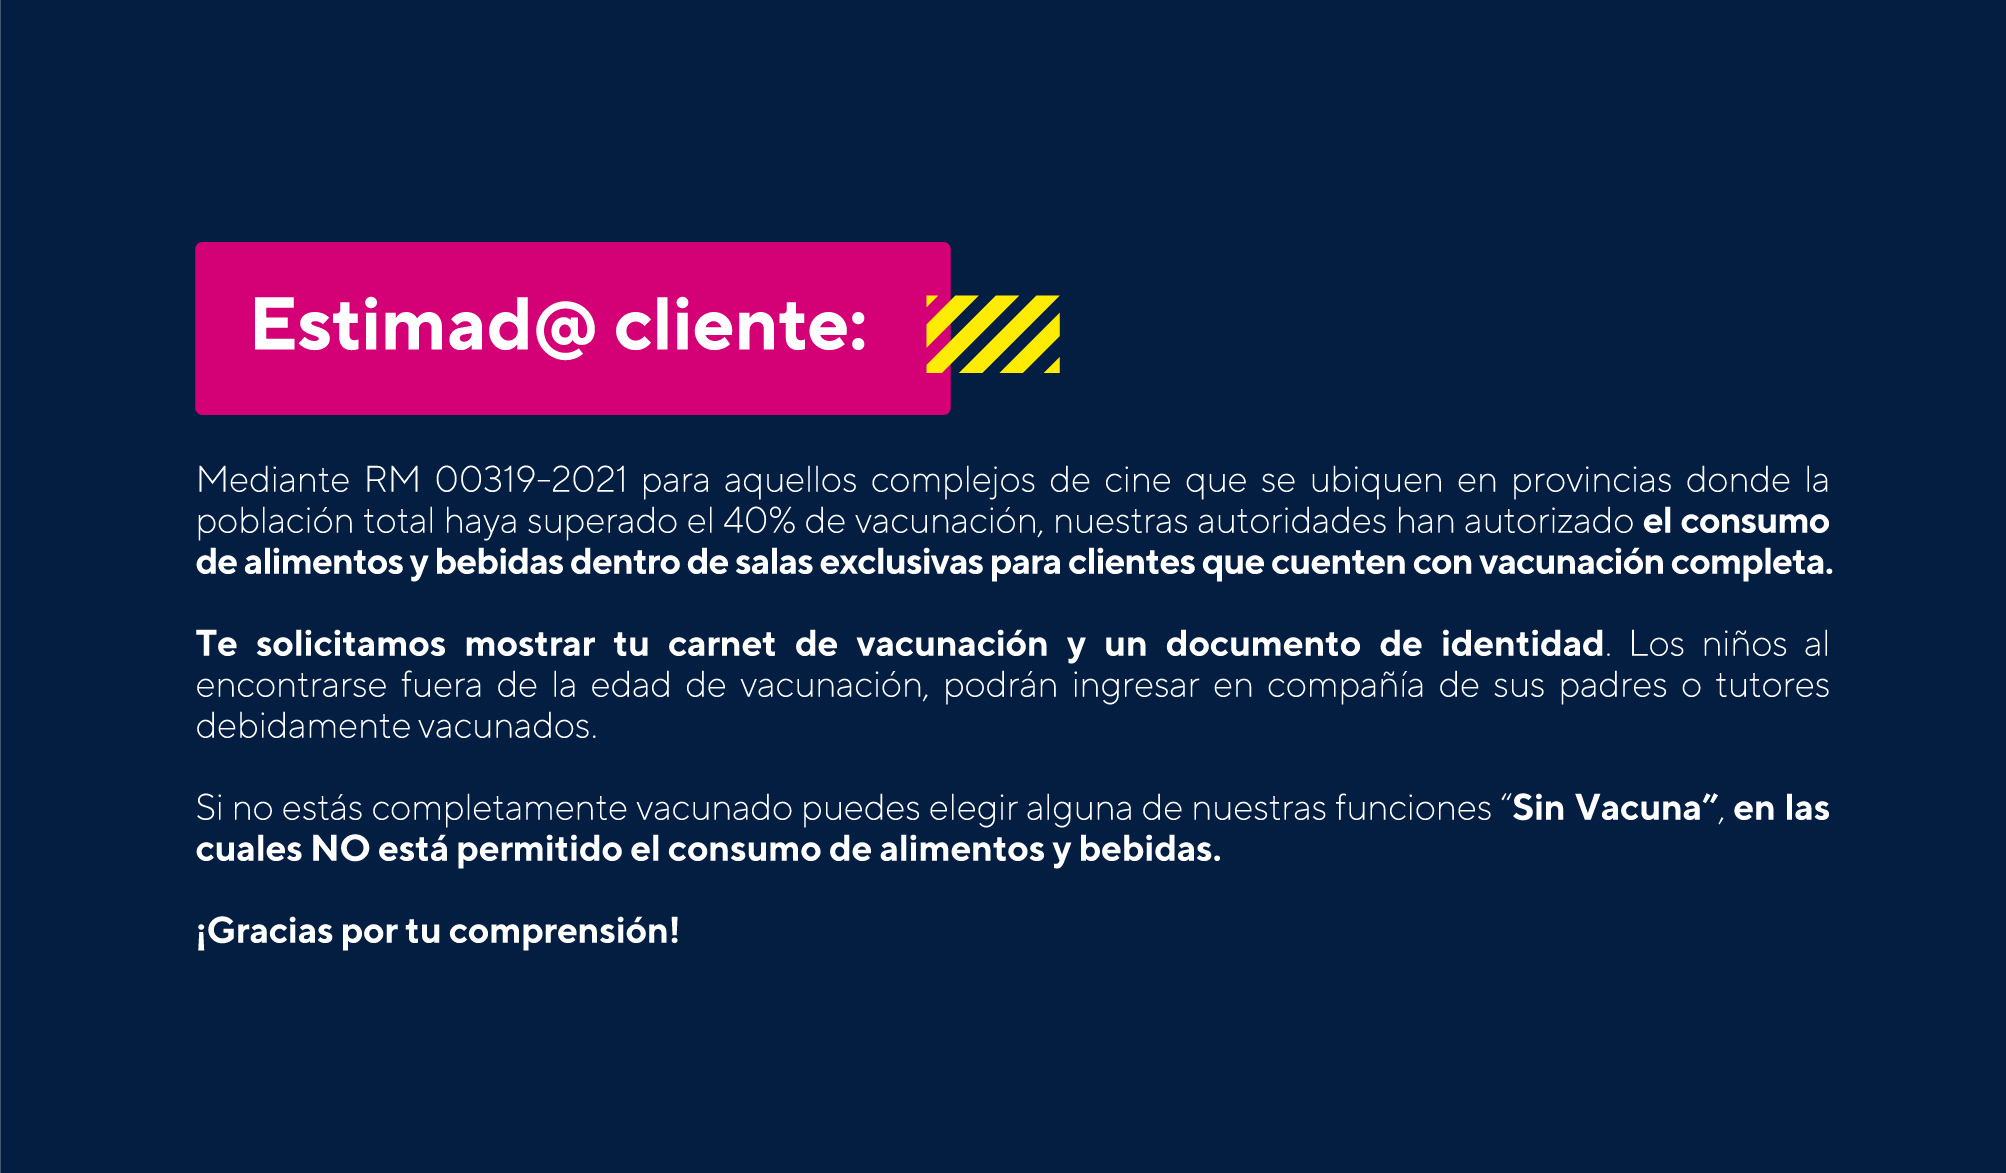 Estimad@ cliente:
Mediante RM 00319-2021 para aquellos complejos de cine que se ubiquen en provincias donde la
población total haya superado el 40% de vacunación, nuestras autoridades han autorizado el consumo
de alimentos y bebidas dentro de salas exclusivas para clientes que cuenten con vacunación completa.
Te solicitamos mostrar tu carnet de vacunación y un documento de identidad. Los niños al
encontrarse fuera de la edad de vacunación, podrán ingresar en compañía de sus padres o tutores
debidamente vacunados.
Si no estás completamente vacunado puedes elegir alguna de nuestras funciones “Sin Vacuna”, en las
cuales NO está permitido el consumo de alimentos y bebidas.
¡Gracias por tu comprensión!